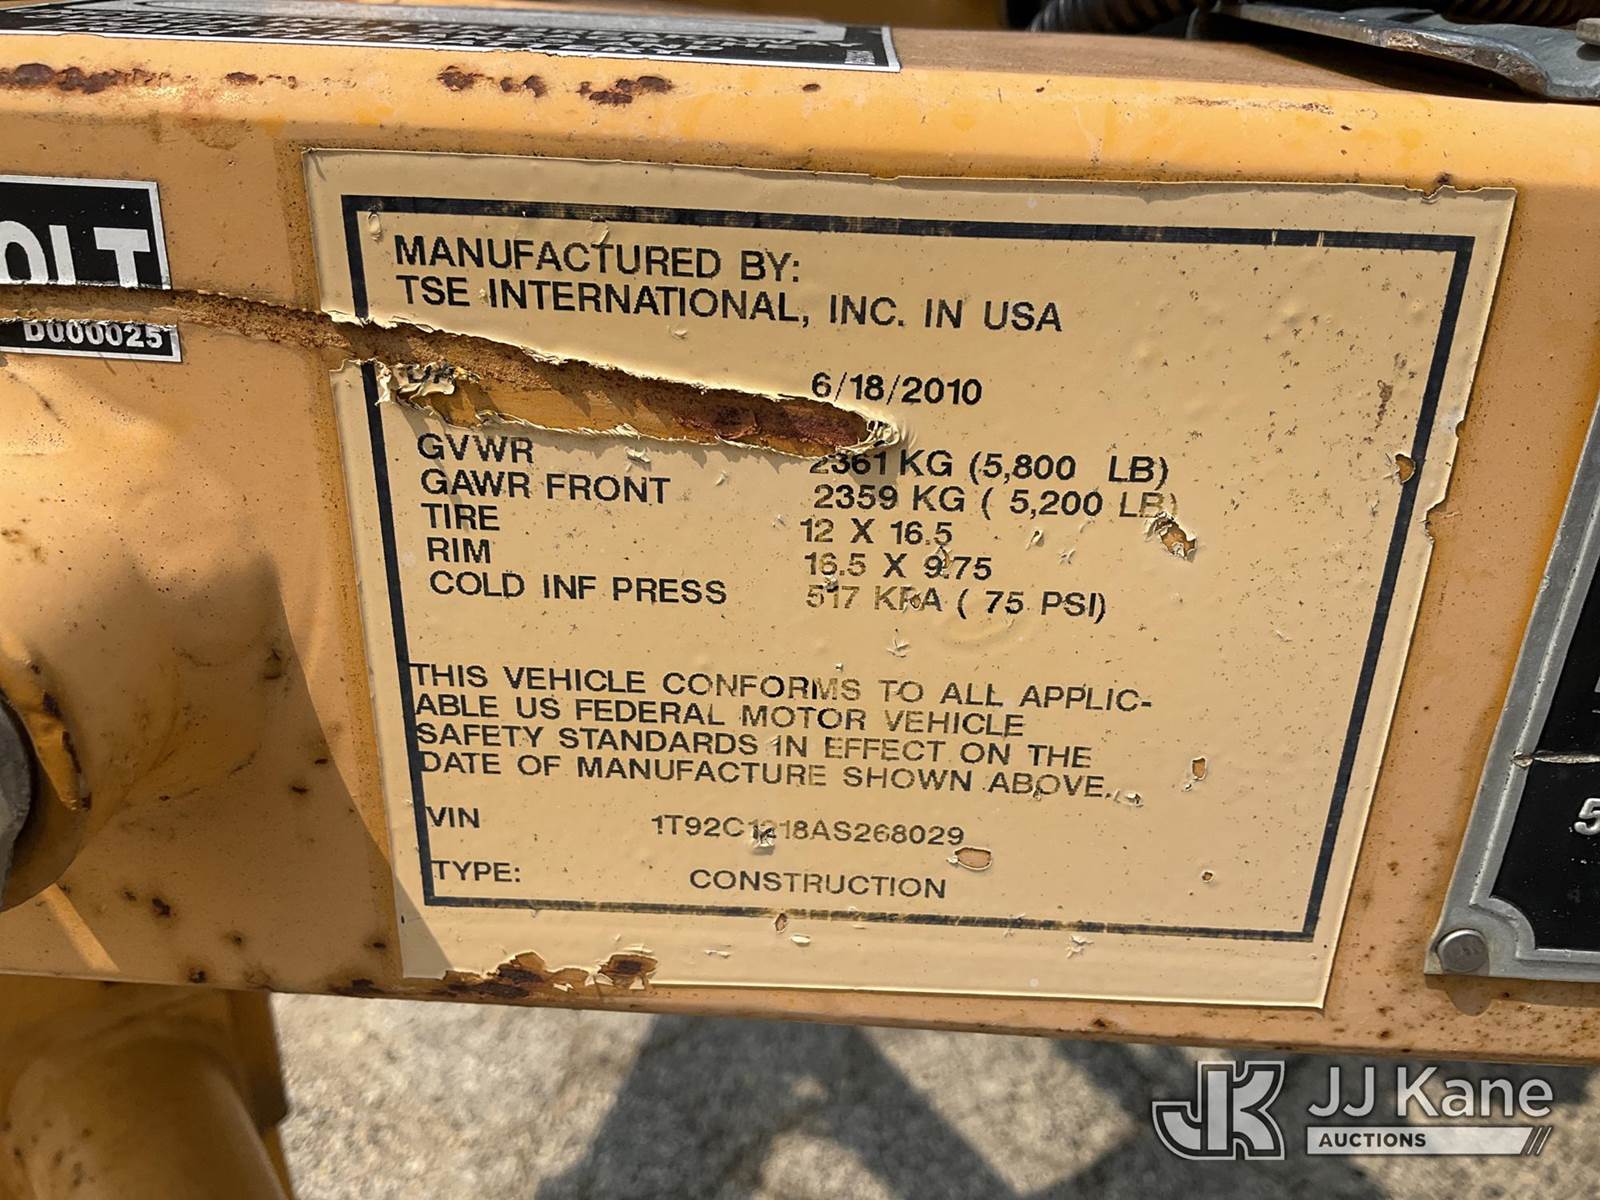 OLT
D000025
MANUFACTURED BY:
TSE INTERNATIONAL, INC. IN USA
6/18/2010
GVWR 2361 KG (5,800 LB)
GAWR FRONT 2359 KG ( 5,200 LB)
TIRE 12 X 16.5
RIM 16.5 X 9.75
COLD INF PRESS 517 KPA ( 75 PSI)
THIS VEHICLE CONFORMS TO ALL APPLIC-
ABLE US FEDERAL MOTOR VEHICLE
SAFETY STANDARDS IN EFFECT ON THE
DATE OF MANUFACTURE SHOWN ABOVE.
VIN 1T92C1218AS268029
TYPE: CONSTRUCTION
5
JK JJ Kane
AUCTIONS